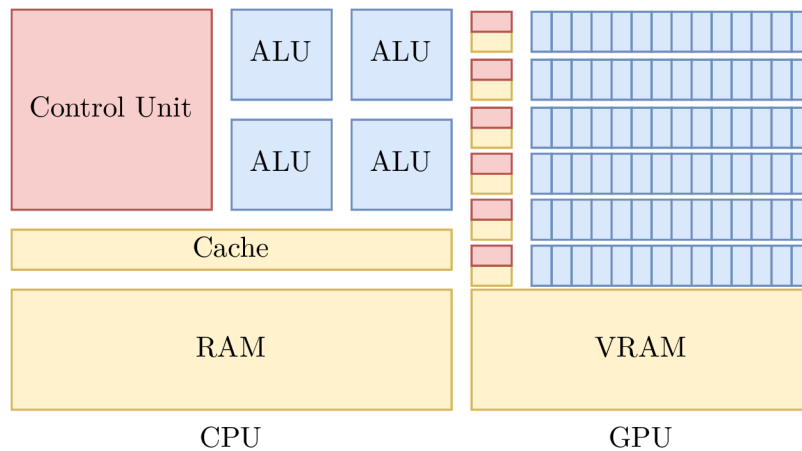 Control Unit
ALU
ALU
ALU
ALU
Cache
RAM
VRAM
CPU
GPU